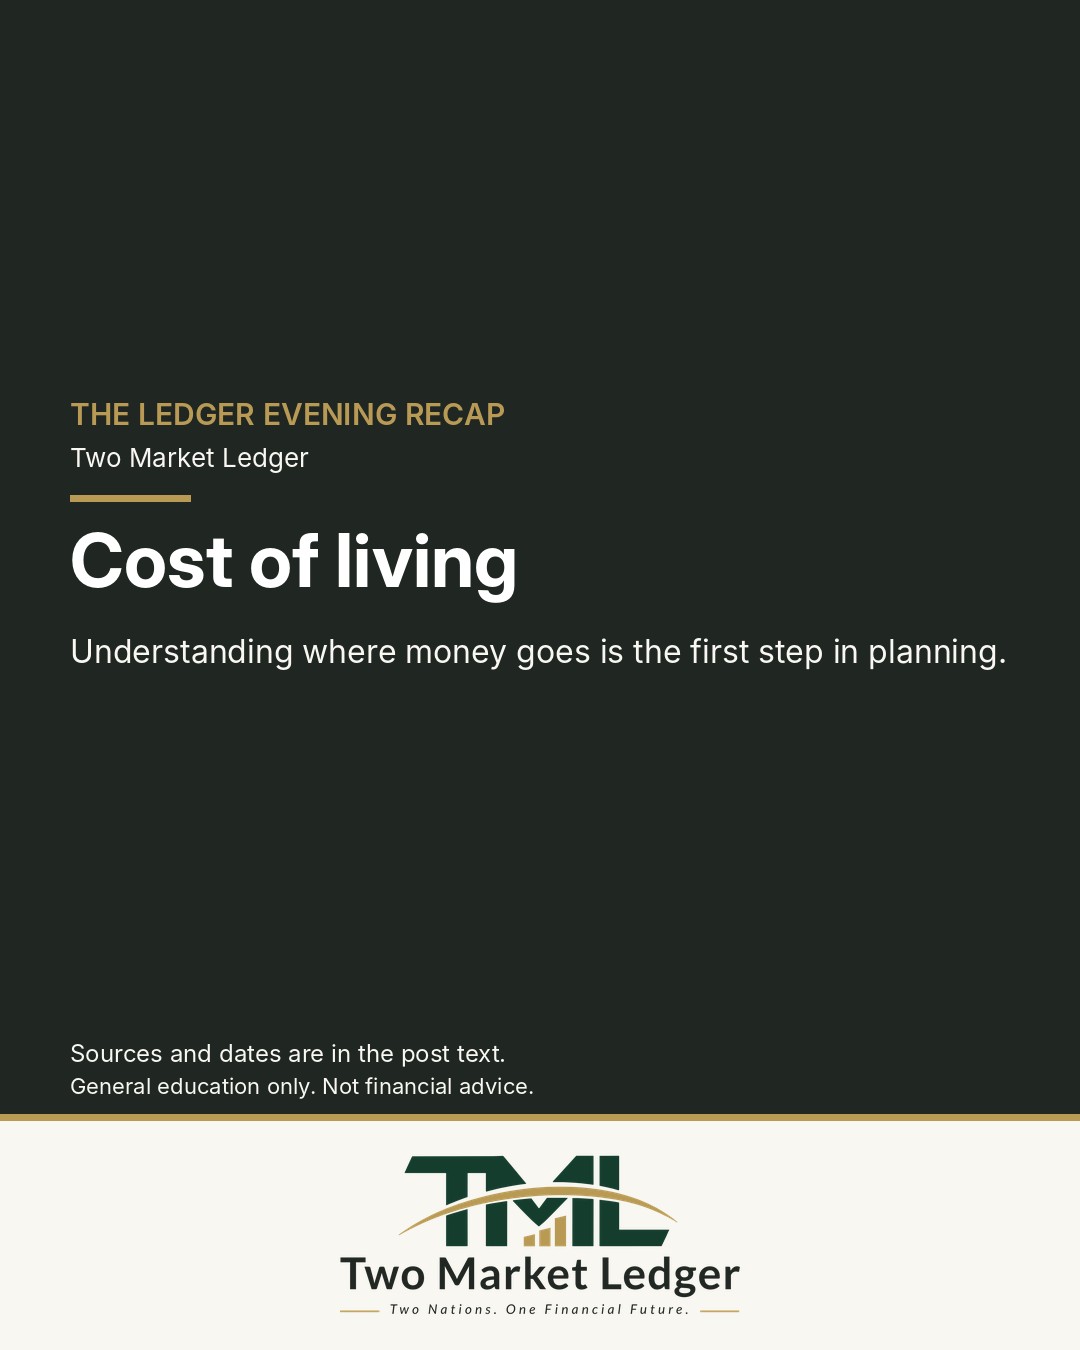 THE LEDGER EVENING RECAP
Two Market Ledger
Cost of living
Understanding where money goes is the first step in planning.
Sources and dates are in the post text.
General education only. Not financial advice.
TML
Two Market Ledger
Two Nations. One Financial Future.